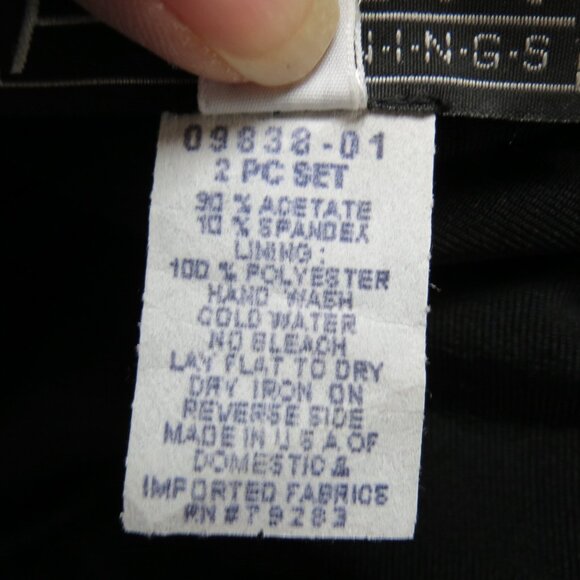 N·I·N·G·S
09838-01
2 PC SET
90 % ACETATE
10 % SPANDEX
LINING :
100 % POLYESTER
HAND WASH
COLD WATER
NO BLEACH
LAY FLAT TO DRY
DRY IRON ON
REVERSE SIDE
MADE IN U S A OF
DOMESTIC &
IMPORTED FABRICS
RN # 79283